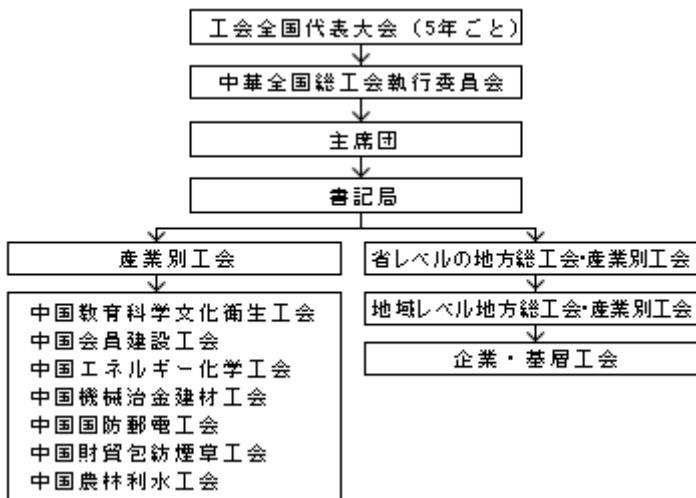 工会全国代表大会（5年ごと）
中華全国総工会執行委員会
主席団
書記局
産業別工会
省レベルの地方総工会・産業別工会
中国教育科学文化衛生工会
中国会員建設工会
中国エネルギー化学工会
中国機械冶金建材工会
中国国防郵電工会
中国財貿包紡煙草工会
中国農林利水工会
地域レベル地方総工会・産業別工会
企業・基層工会